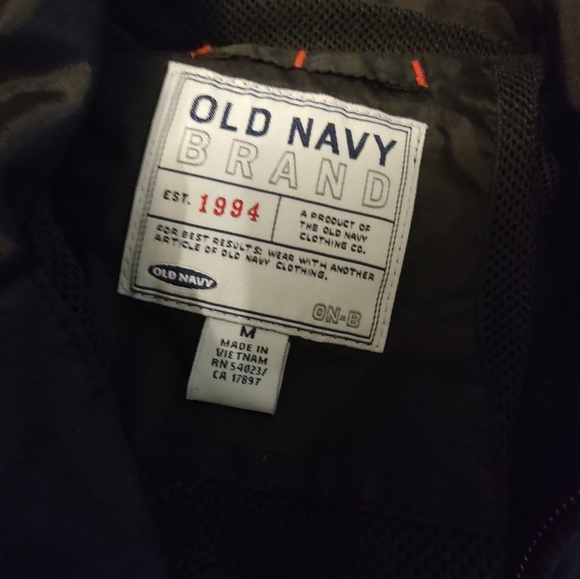 OLD NAVY
BRAND
EST. 1994
A PRODUCT OF
THE OLD NAVY
CLOTHING CO.
FOR BEST RESULTS: WEAR WITH ANOTHER
ARTICLE OF OLD NAVY CLOTHING.
OLD NAVY
ON-B
M
MADE IN
VIETNAM
RN 54023/
CA 17897